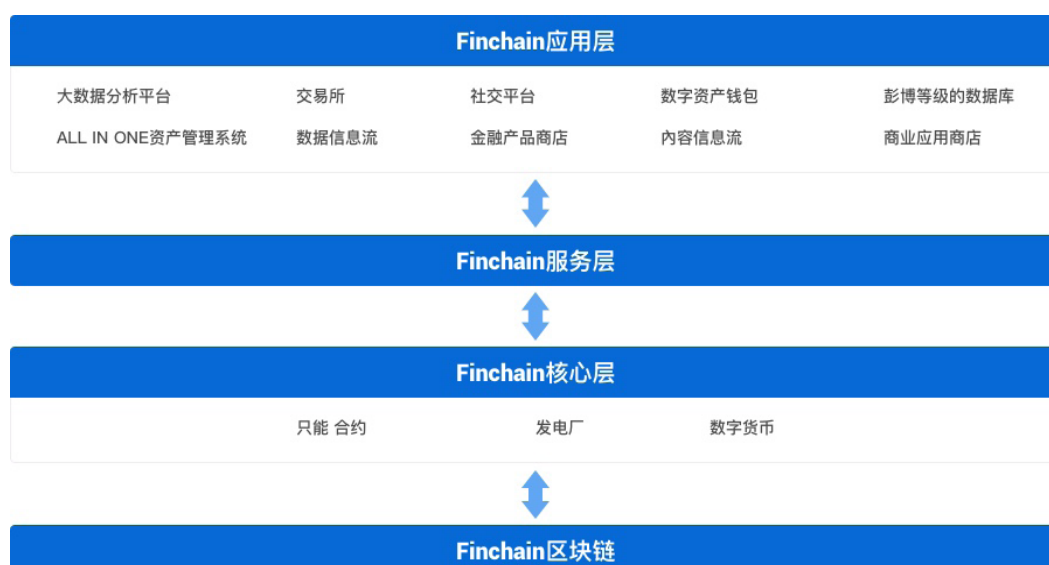 Finchain应用层
大数据分析平台 交易所 社交平台 数字资产钱包 彭博等级的数据库
ALL IN ONE资产管理系统 数据信息流 金融产品商店 内容信息流 商业应用商店
Finchain服务层
Finchain核心层
只能 合约 发电厂 数字货币
Finchain区块链